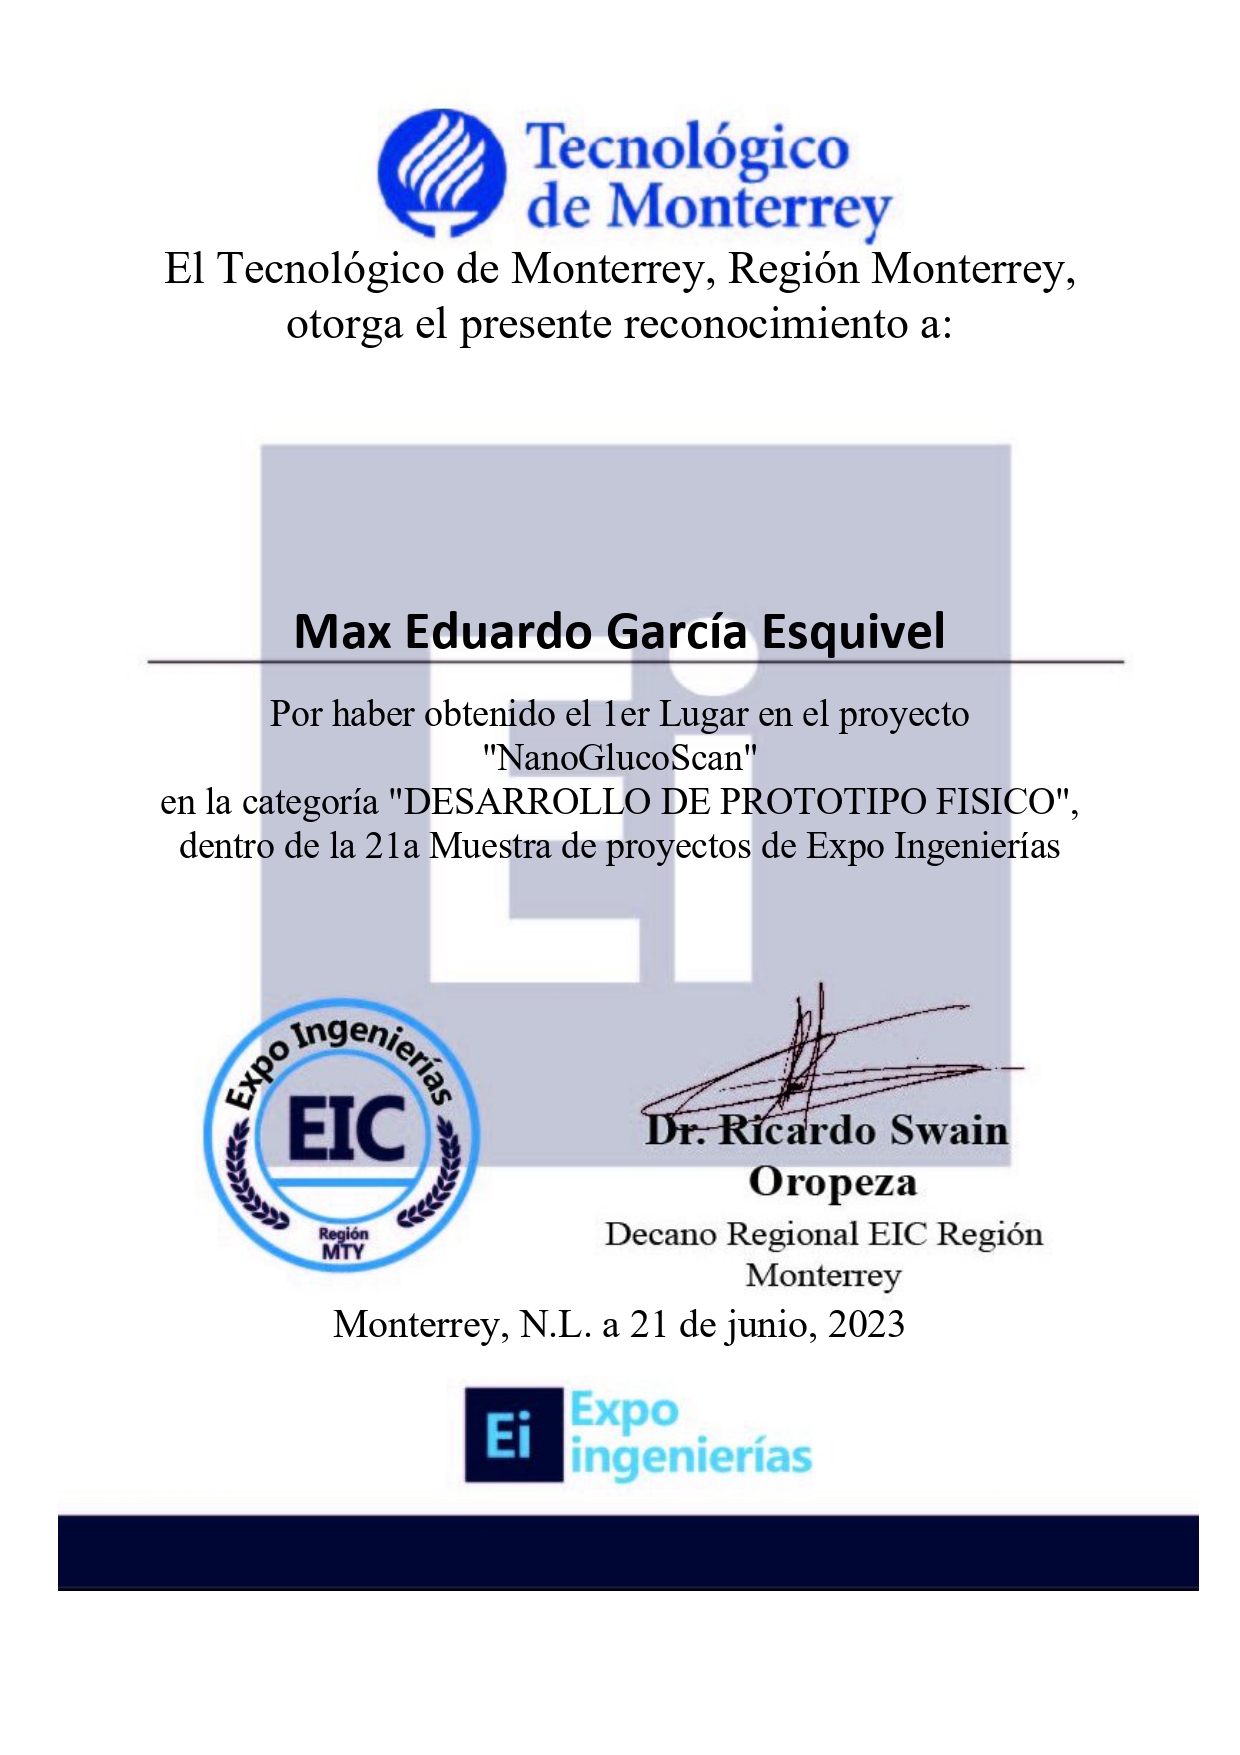 Tecnológico
de Monterrey
El Tecnológico de Monterrey, Región Monterrey,
otorga el presente reconocimiento a:
Ei
Max Eduardo García Esquivel
Por haber obtenido el 1er Lugar en el proyecto
"NanoGlucoScan"
en la categoría "DESARROLLO DE PROTOTIPO FISICO",
dentro de la 21a Muestra de proyectos de Expo Ingenierías
Expo Ingenierías
EIC
Región
MTY
Dr. Ricardo Swain
Oropeza
Decano Regional EIC Región
Monterrey
Monterrey, N.L. a 21 de junio, 2023
Ei
Expo
ingenierías